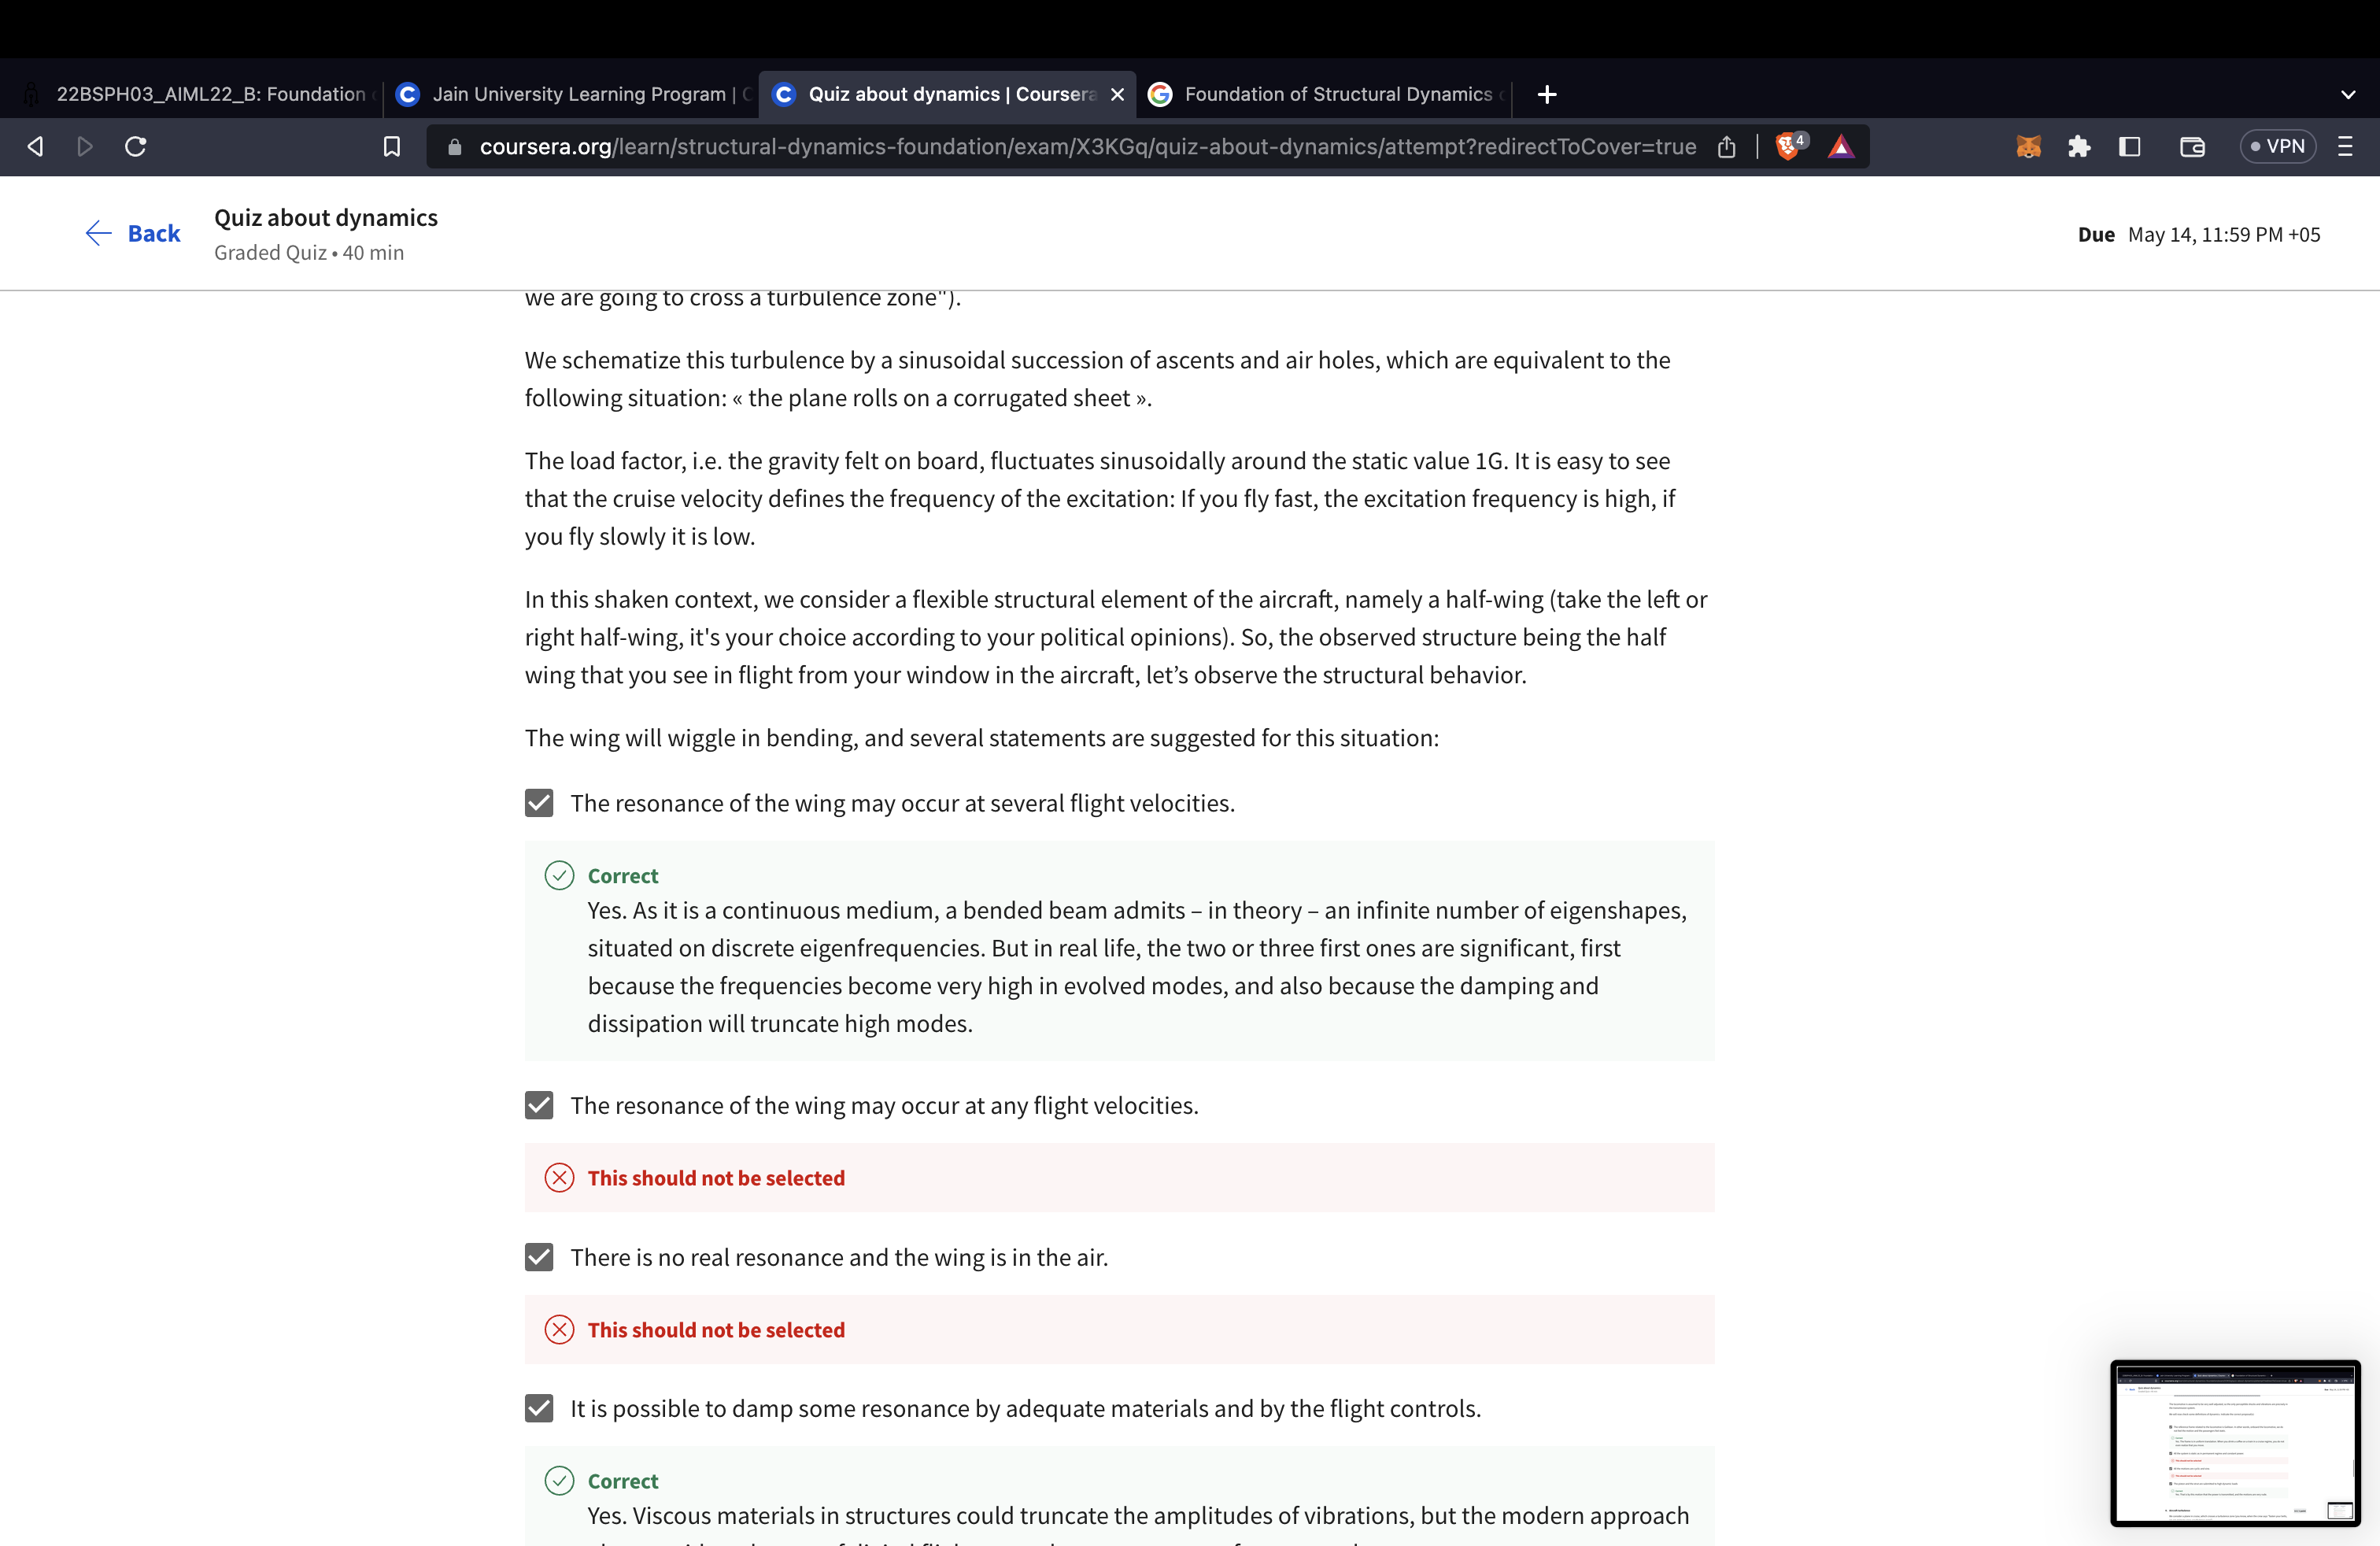 22BSPH03_AIML22_B: Foundation
Jain University Learning Program |
Quiz about dynamics | Coursera
Foundation of Structural Dynamics
coursera.org/learn/structural-dynamics-foundation/exam/X3KGq/quiz-about-dynamics/attempt?redirectToCover=true
4
VPN
Back
Quiz about dynamics
Graded Quiz • 40 min
Due May 14, 11:59 PM +05
we are going to cross a turbulence zone").
We schematize this turbulence by a sinusoidal succession of ascents and air holes, which are equivalent to the
following situation: « the plane rolls on a corrugated sheet ».
The load factor, i.e. the gravity felt on board, fluctuates sinusoidally around the static value 1G. It is easy to see
that the cruise velocity defines the frequency of the excitation: If you fly fast, the excitation frequency is high, if
you fly slowly it is low.
In this shaken context, we consider a flexible structural element of the aircraft, namely a half-wing (take the left or
right half-wing, it's your choice according to your political opinions). So, the observed structure being the half
wing that you see in flight from your window in the aircraft, let’s observe the structural behavior.
The wing will wiggle in bending, and several statements are suggested for this situation:
The resonance of the wing may occur at several flight velocities.
Correct
Yes. As it is a continuous medium, a bended beam admits – in theory – an infinite number of eigenshapes,
situated on discrete eigenfrequencies. But in real life, the two or three first ones are significant, first
because the frequencies become very high in evolved modes, and also because the damping and
dissipation will truncate high modes.
The resonance of the wing may occur at any flight velocities.
This should not be selected
There is no real resonance and the wing is in the air.
This should not be selected
It is possible to damp some resonance by adequate materials and by the flight controls.
Correct
Yes. Viscous materials in structures could truncate the amplitudes of vibrations, but the modern approach